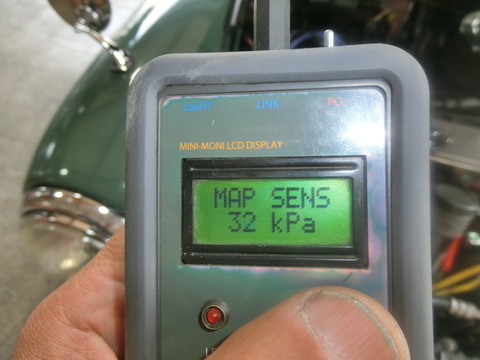 LIGHT LINK
MINI-MONI LCD DISPLAY
MAP SENS
32 kPa